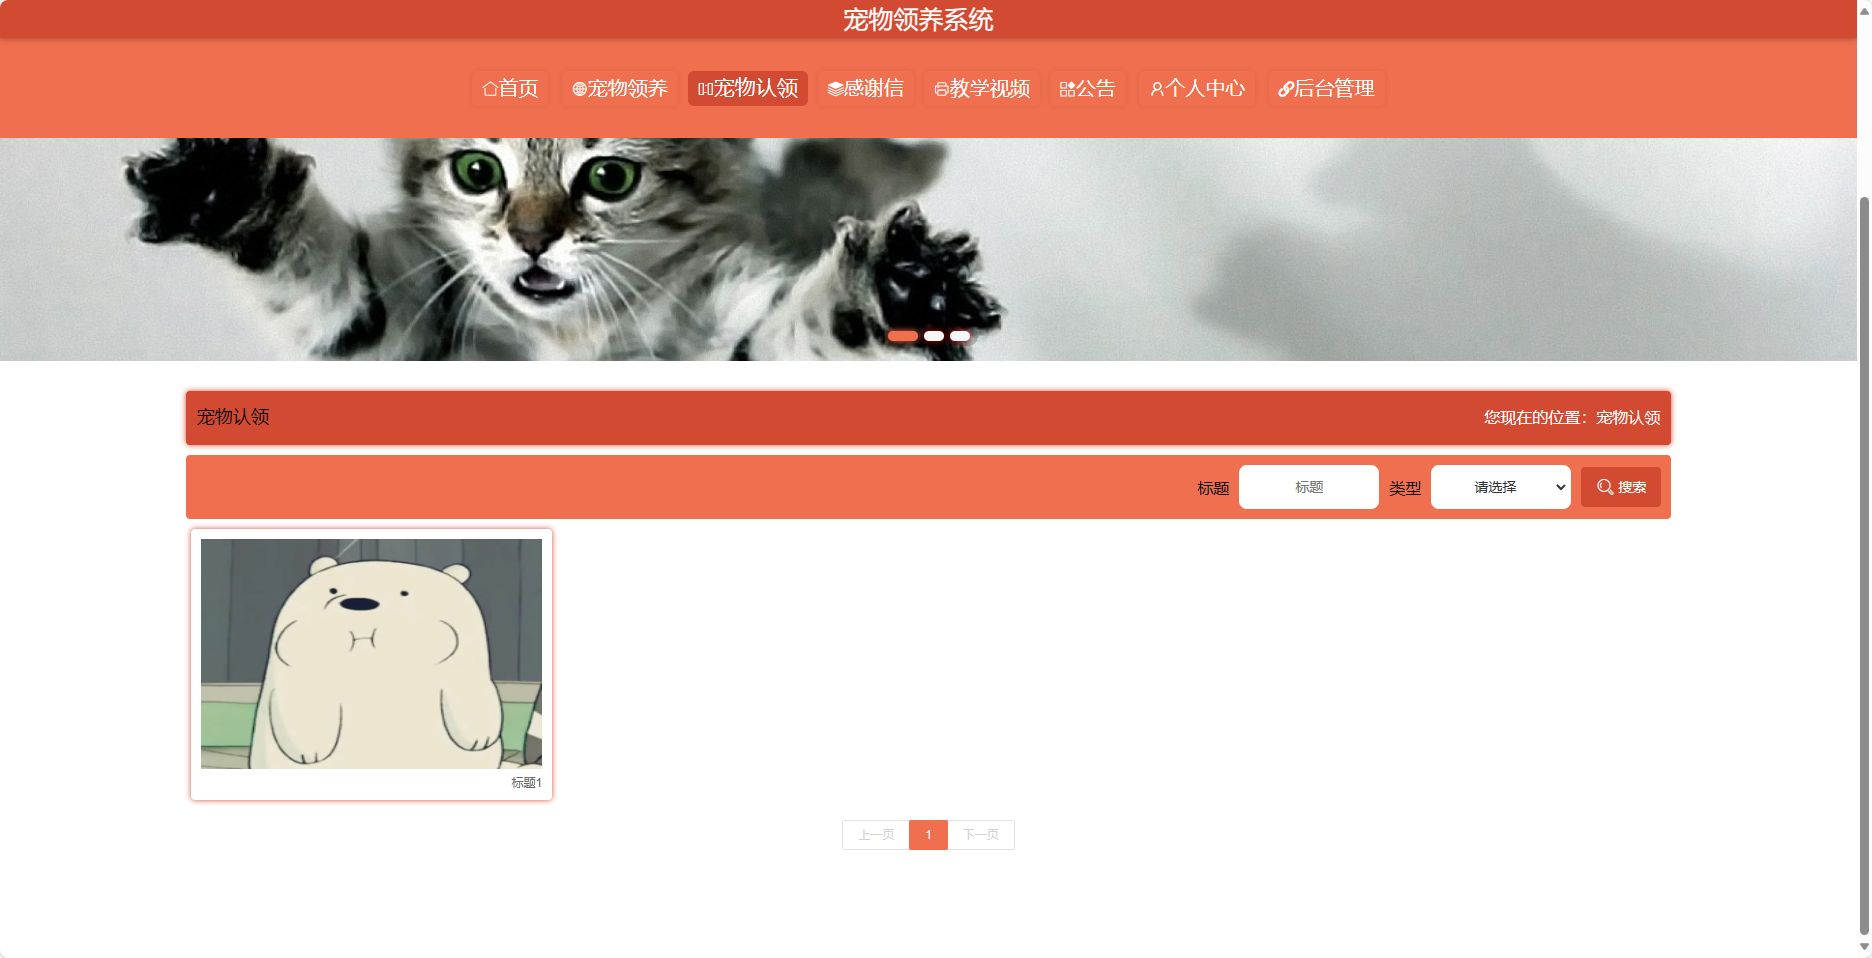 宠物领养系统
首页 宠物领养 宠物认领 感谢信 教学视频 公告 个人中心 后台管理
宠物认领 您现在的位置：宠物认领
标题 标题 类型 请选择 搜索
标题1
上一页 1 下一页